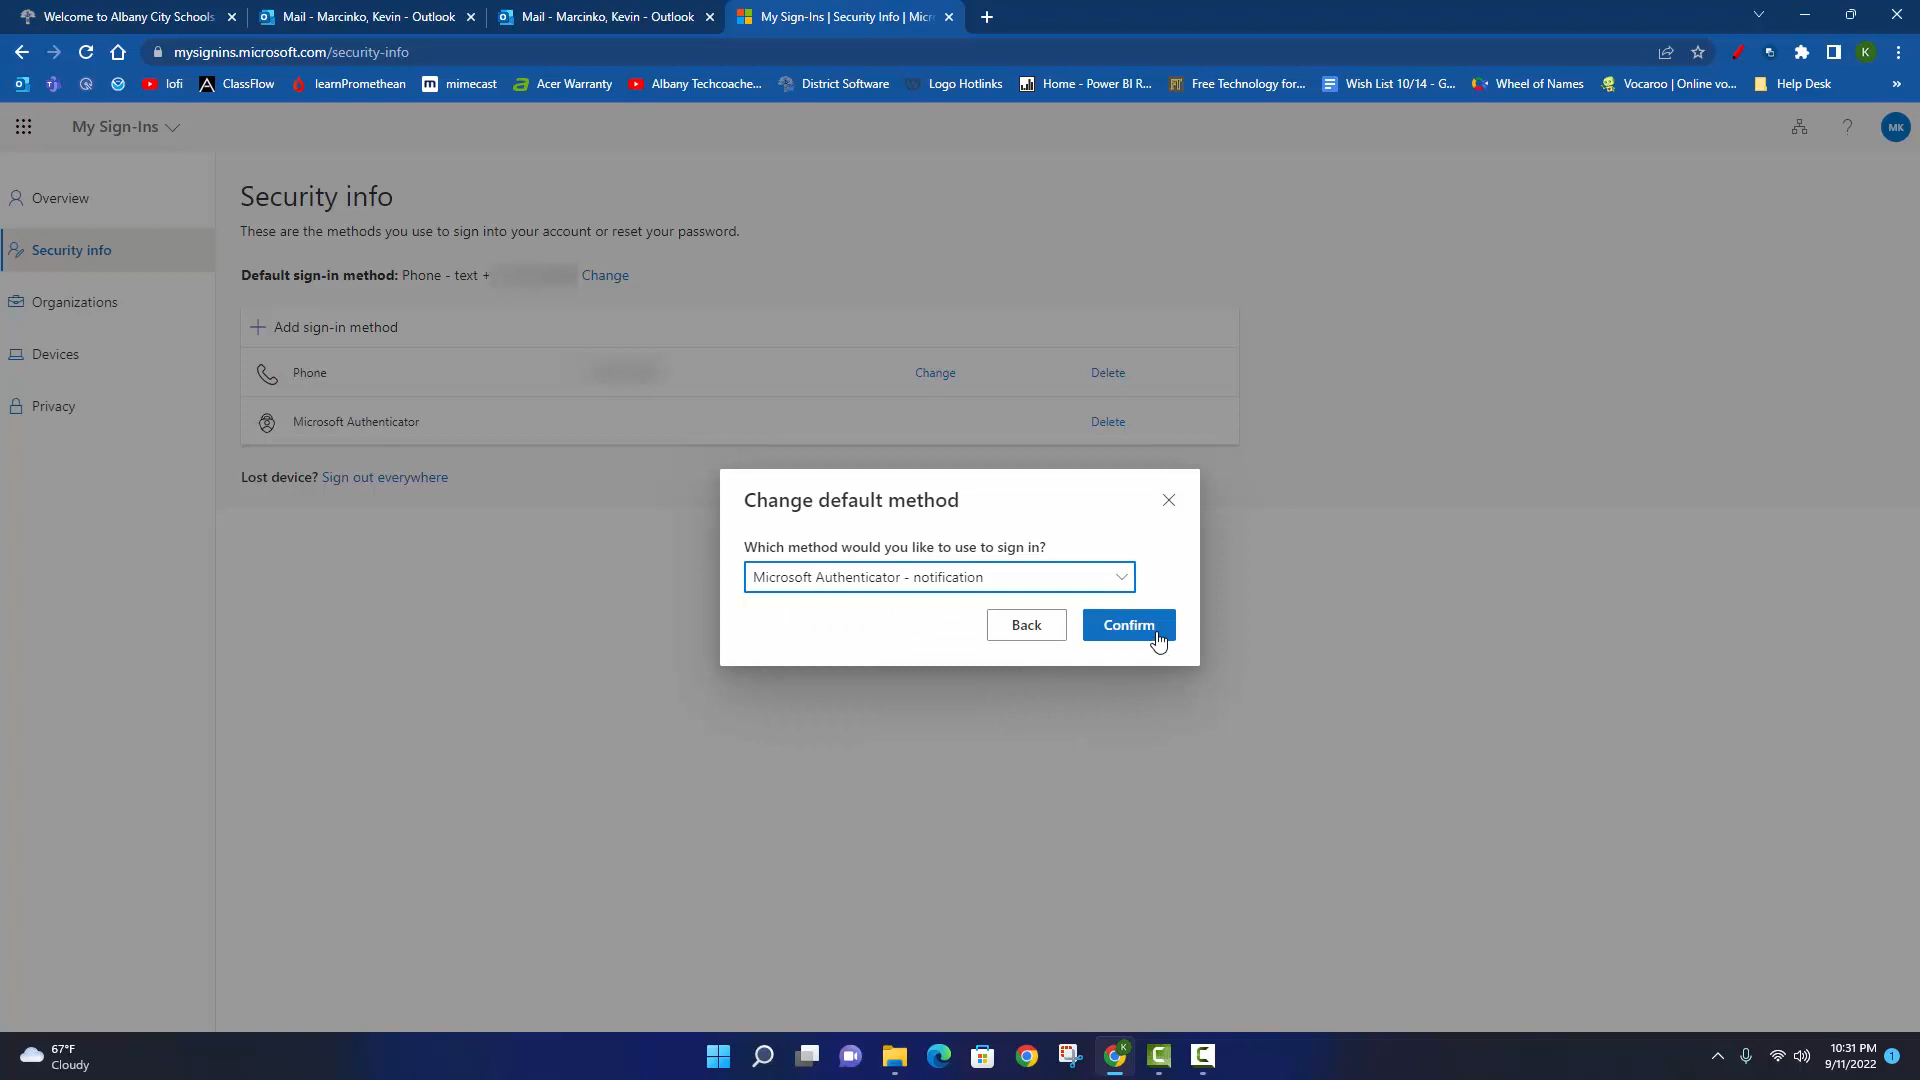 Welcome to Albany City Schools
Mail - Marcinko, Kevin - Outlook
Mail - Marcinko, Kevin - Outlook
My Sign-Ins | Security Info | Micr
mysignins.microsoft.com/security-info
K
lofi
ClassFlow
learnPromethean
mimecast
Acer Warranty
Albany Techcoache...
District Software
Logo Hotlinks
Home - Power BI R...
Free Technology for...
Wish List 10/14 - G...
Wheel of Names
Vocaroo | Online vo...
Help Desk
My Sign-Ins
MK
Overview
Security info
Organizations
Devices
Privacy
Security info
These are the methods you use to sign into your account or reset your password.
Default sign-in method: Phone - text + Change
Add sign-in method
Phone Change Delete
Microsoft Authenticator Delete
Lost device? Sign out everywhere
Change default method
Which method would you like to use to sign in?
Microsoft Authenticator - notification
Back Confirm
67°F
Cloudy
10:31 PM
9/11/2022
1